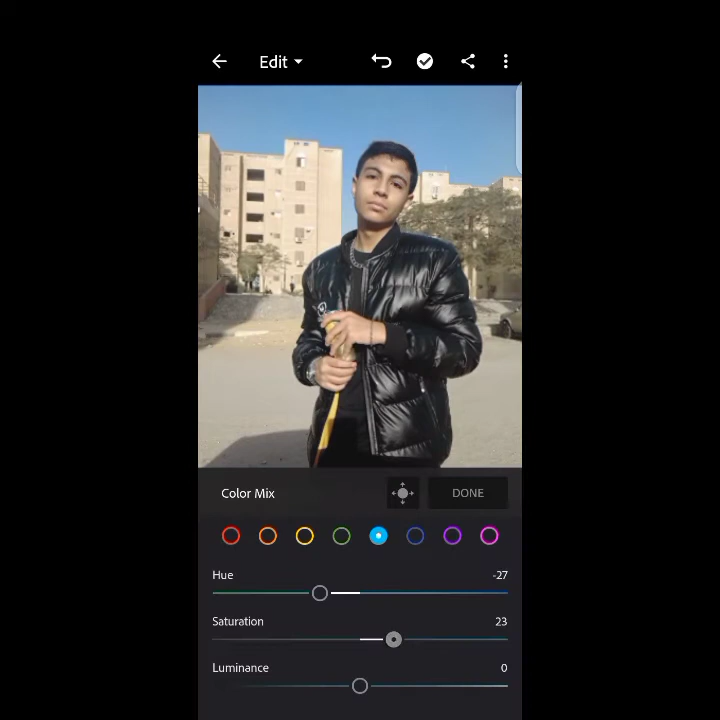 Edit
Color Mix
DONE
Hue
-27
Saturation
23
Luminance
0